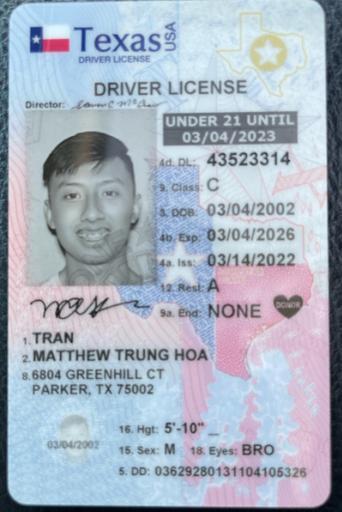 Texas USA
DRIVER LICENSE
DRIVER LICENSE
Director:
UNDER 21 UNTIL
03/04/2023
4d. DL: 43523314
9. Class: C
3. DOB: 03/04/2002
4b. Exp: 03/04/2026
4a. Iss: 03/14/2022
12. Rest: A
9a. End: NONE
DONOR
1. TRAN
2. MATTHEW TRUNG HOA
8. 6804 GREENHILL CT
PARKER, TX 75002
03/04/2002
16. Hgt: 5'-10"
15. Sex: M 18. Eyes: BRO
5. DD: 03629280131104105326